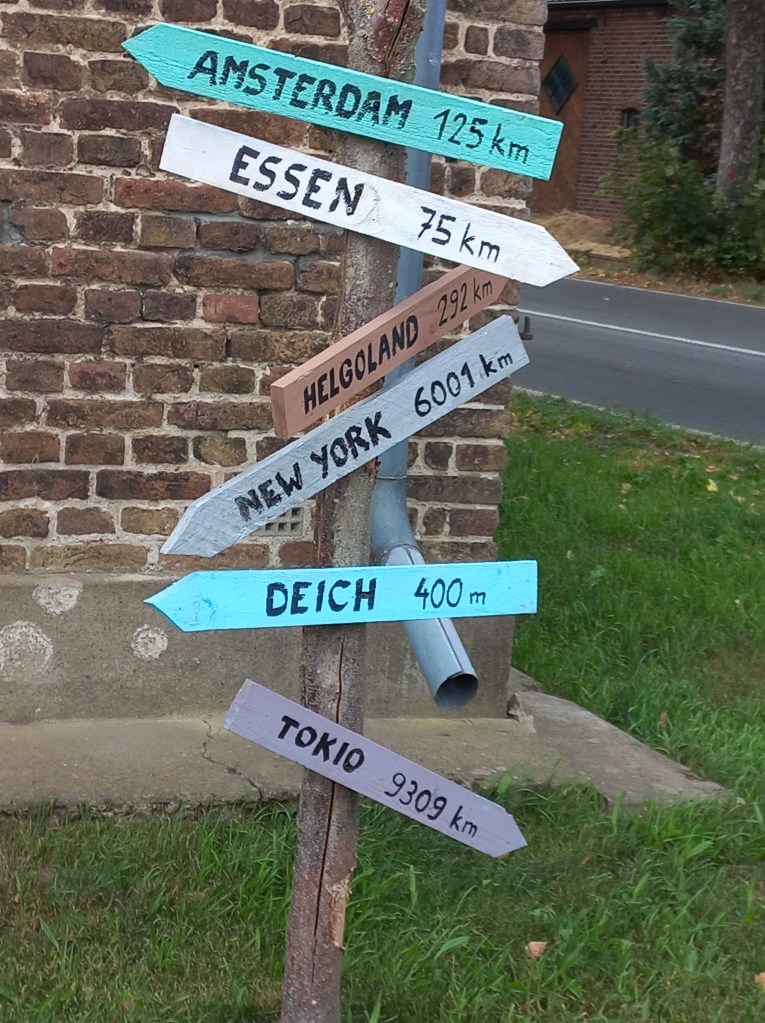 AMSTERDAM 125 km
ESSEN 75 km
HELGOLAND 292 km
NEW YORK 6001 km
DEICH 400 m
TOKIO 9309 km